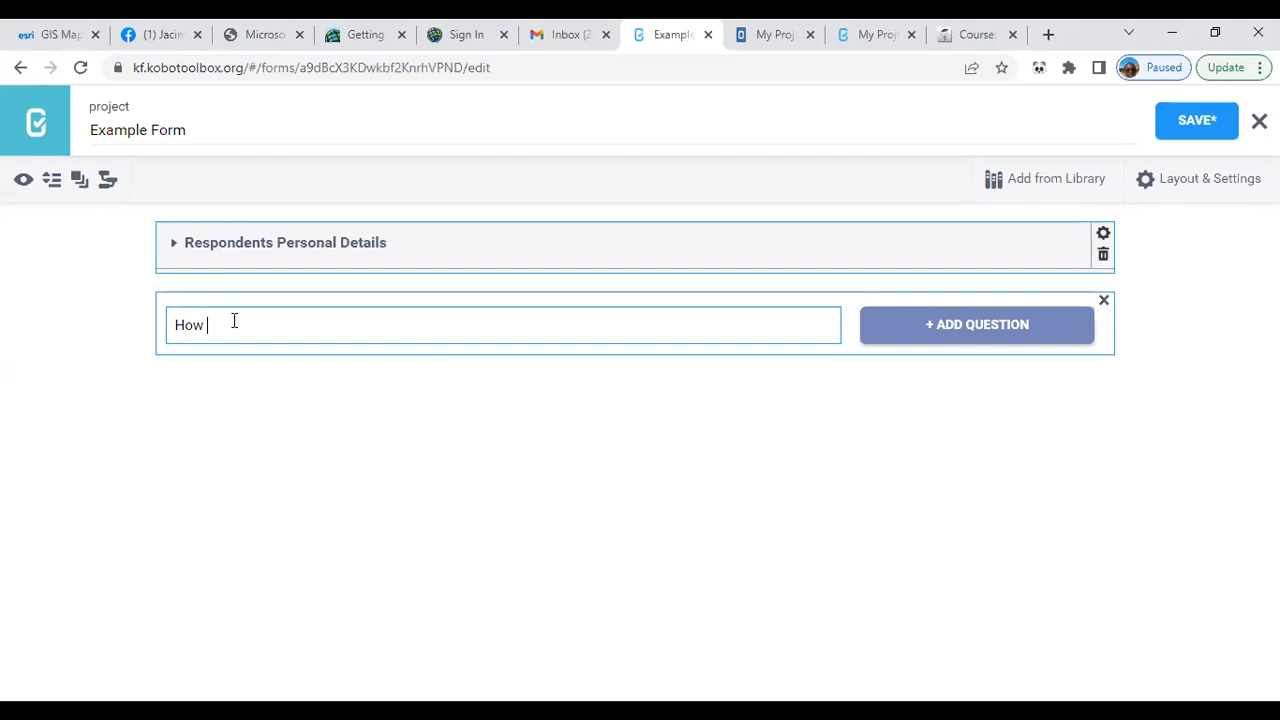 esri GIS Map
(1) Jacin
Microso
Getting
Sign In
Inbox (2
Example
My Proj
My Proj
Course
kf.kobotoolbox.org/#/forms/a9dBcX3KDwkbf2KnrhVPND/edit
Paused
Update
project
Example Form
SAVE*
Add from Library
Layout & Settings
Respondents Personal Details
How
+ ADD QUESTION